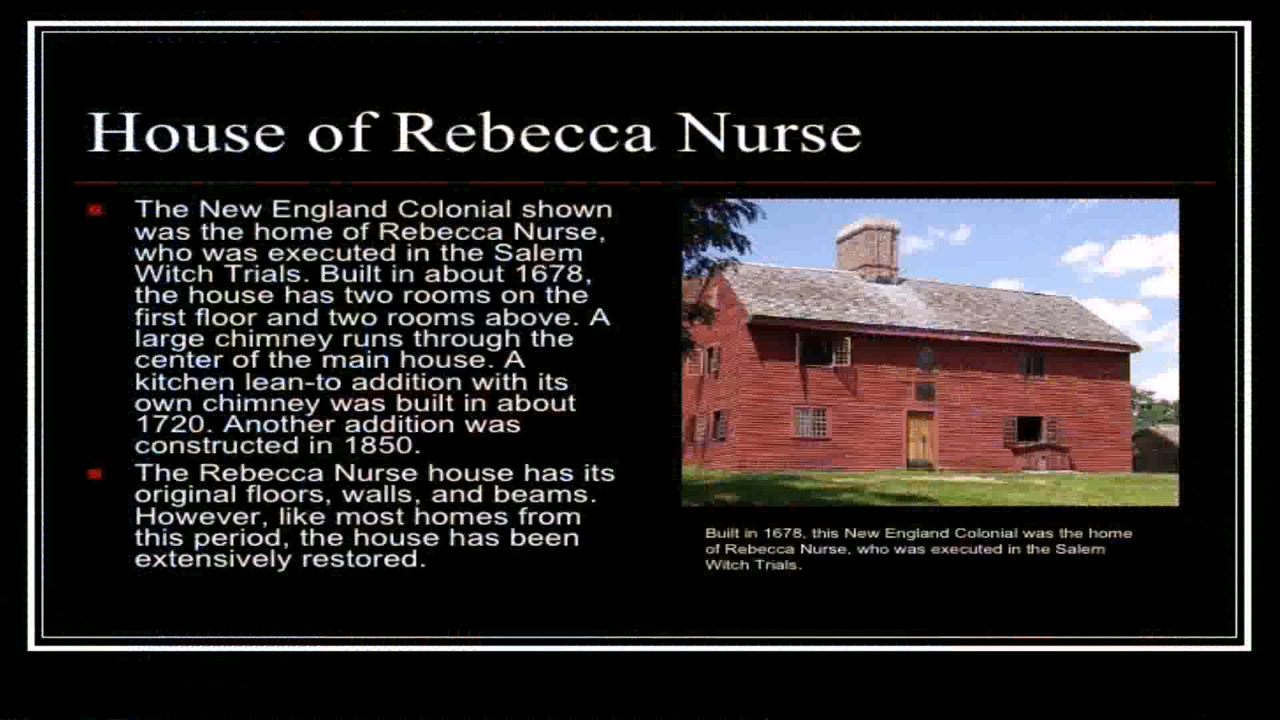 House of Rebecca Nurse
The New England Colonial shown
was the home of Rebecca Nurse,
who was executed in the Salem
Witch Trials. Built in about 1678,
the house has two rooms on the
first floor and two rooms above. A
large chimney runs through the
center of the main house. A
kitchen lean-to addition with its
own chimney was built in about
1720. Another addition was
constructed in 1850.
The Rebecca Nurse house has its
original floors, walls, and beams.
However, like most homes from
this period, the house has been
extensively restored.
Built in 1678, this New England Colonial was the home
of Rebecca Nurse, who was executed in the Salem
Witch Trials.